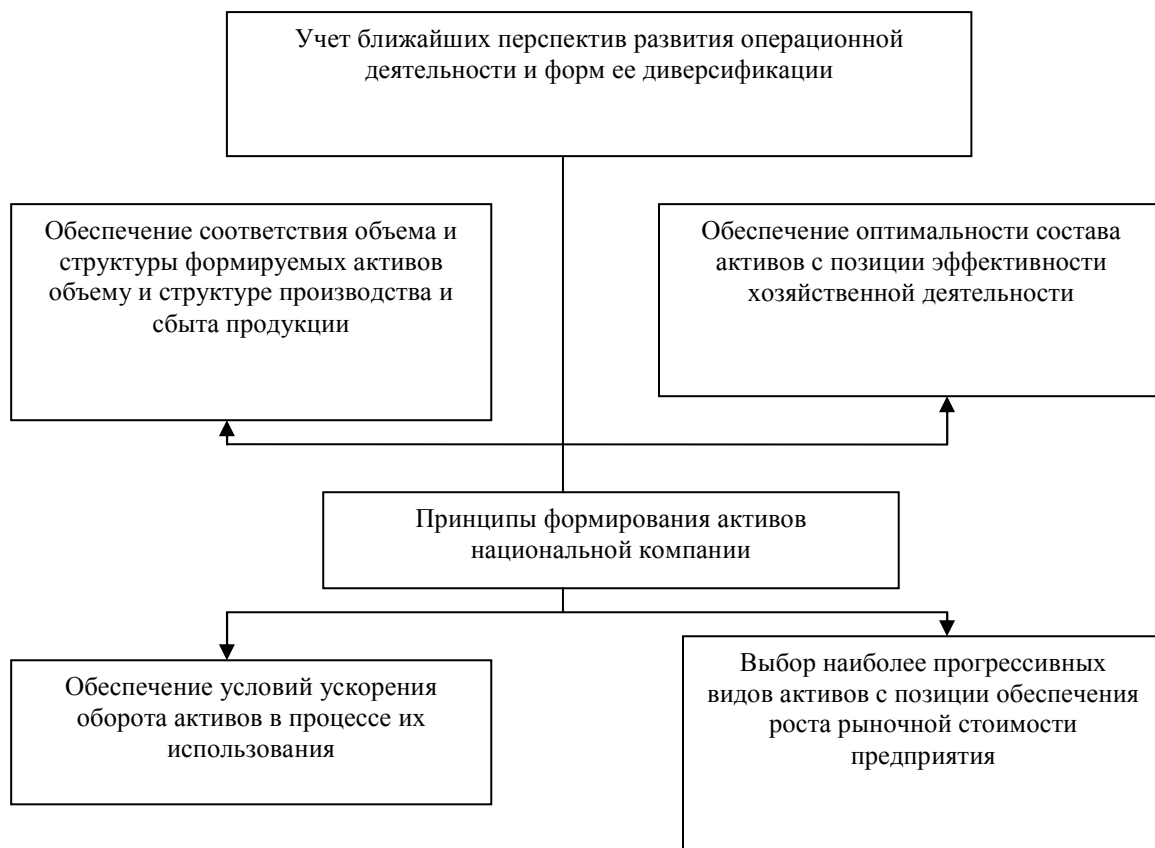 Учет ближайших перспектив развития операционной
деятельности и форм ее диверсификации
Обеспечение соответствия объема и
структуры формируемых активов
объему и структуре производства и
сбыта продукции
Обеспечение оптимальности состава
активов с позиции эффективности
хозяйственной деятельности
Принципы формирования активов
национальной компании
Обеспечение условий ускорения
оборота активов в процессе их
использования
Выбор наиболее прогрессивных
видов активов с позиции обеспечения
роста рыночной стоимости
предприятия